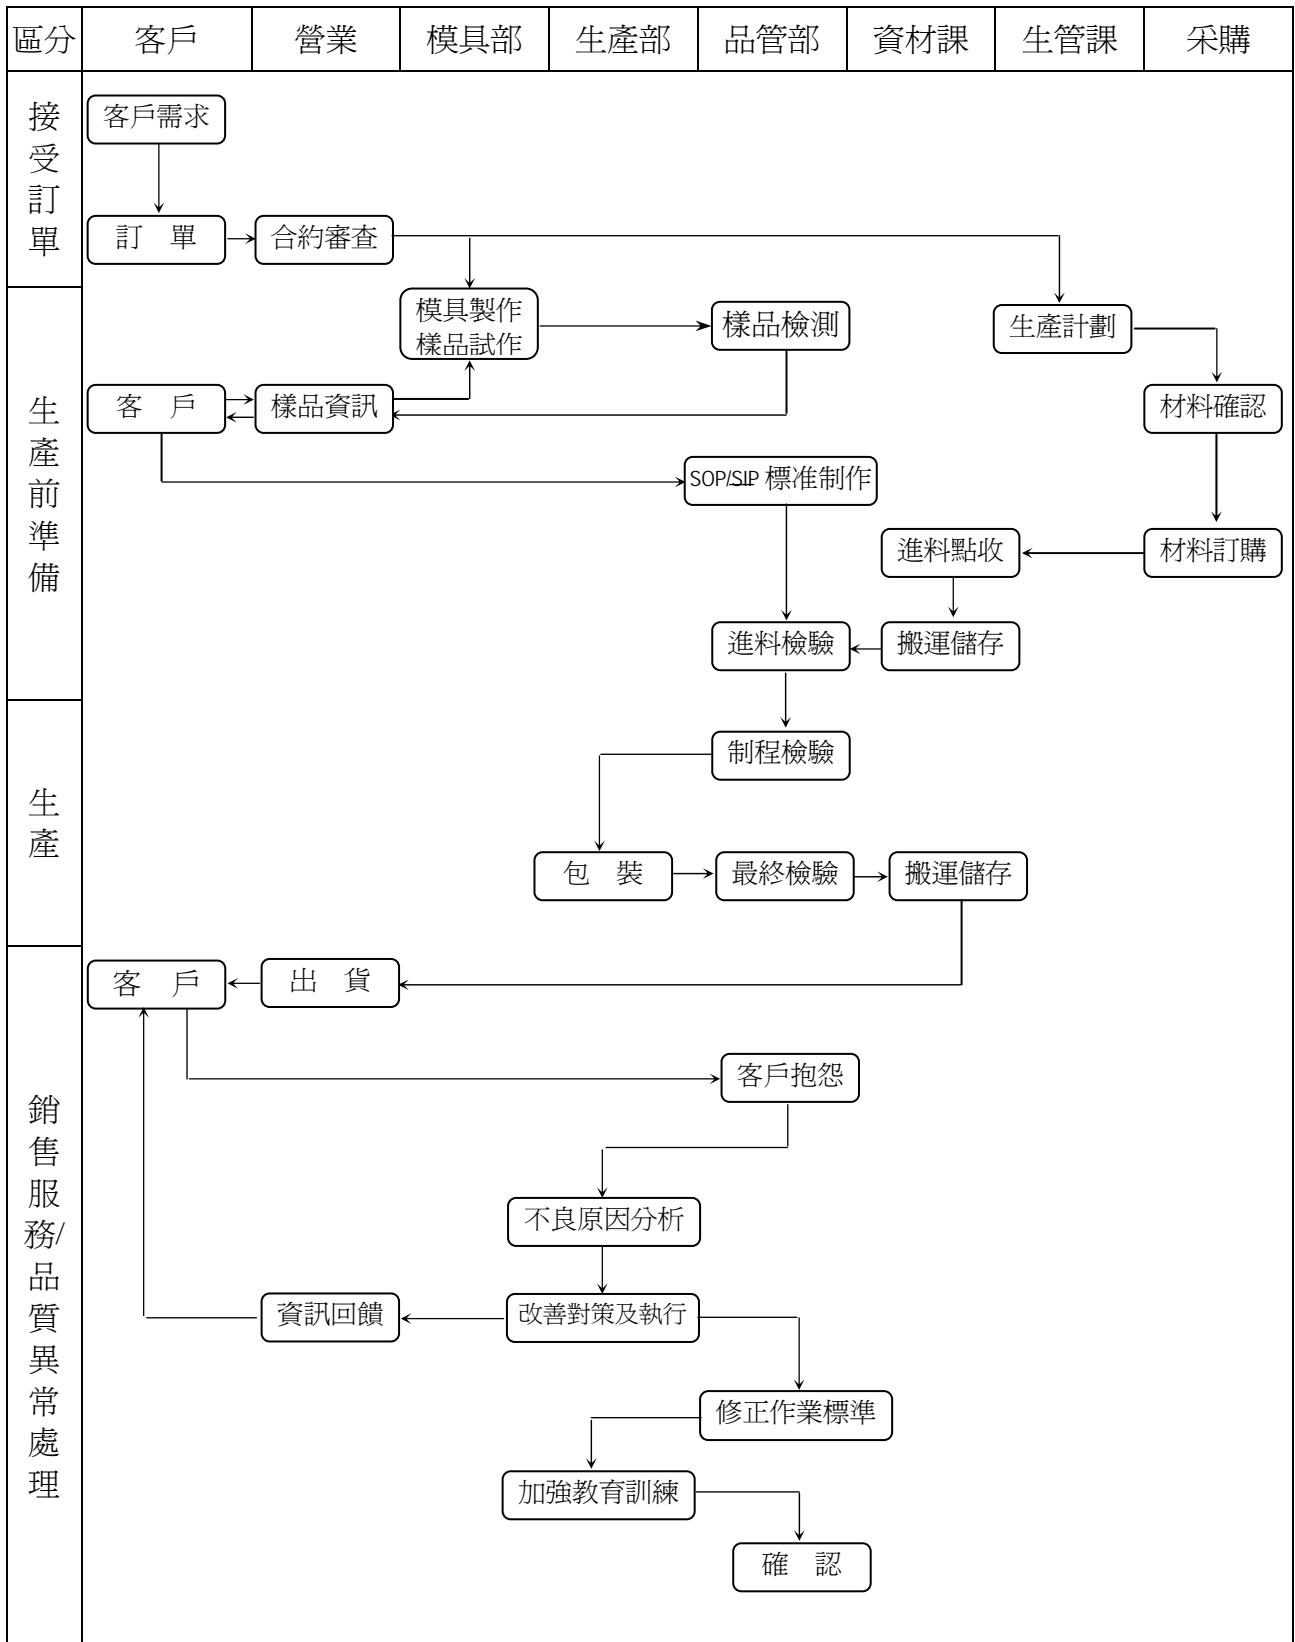 區分 客戶 營業 模具部 生產部 品管部 資材課 生管課 采購
接受訂單
客戶需求
訂 單 合約審查
生產前準備
模具製作
樣品試作
樣品檢測 生產計劃
客 戶 樣品資訊 材料確認
SOP/SIP 標准制作
進料點收 材料訂購
進料檢驗 搬運儲存
生產
制程檢驗
包 裝 最終檢驗 搬運儲存
銷售服務/品質異常處理
客 戶 出 貨
客戶抱怨
不良原因分析
資訊回饋 改善對策及執行
修正作業標準
加強教育訓練
確 認